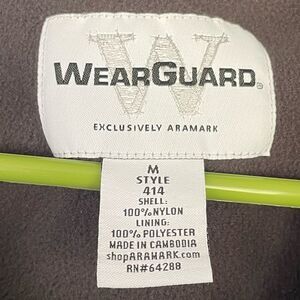 W
WEARGUARD®
EXCLUSIVELY ARAMARK
M
STYLE
414
SHELL:
100%NYLON
LINING:
100% POLYESTER
MADE IN CAMBODIA
shopARAMARK.com
RN#64288